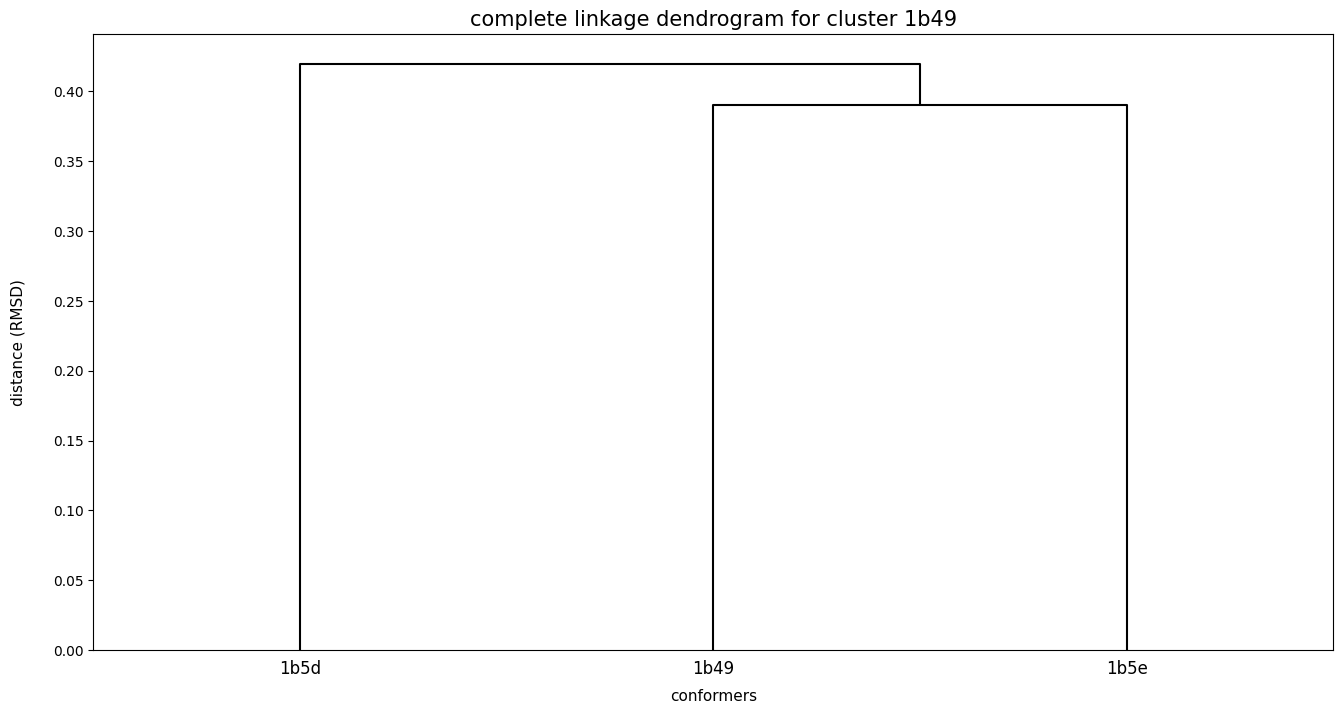 complete linkage dendrogram for cluster 1b49
0.40
0.35
0.30
0.25
0.20
0.15
0.10
0.05
0.00
distance (RMSD)
1b5d 1b49 1b5e
conformers